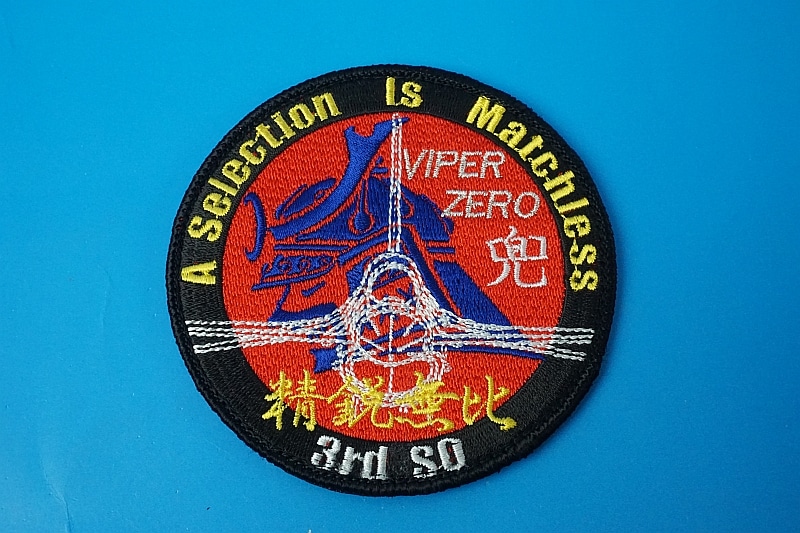 A Selection Is Matchless
VIPER
ZERO
兜
精鋭無比
3rd SQ